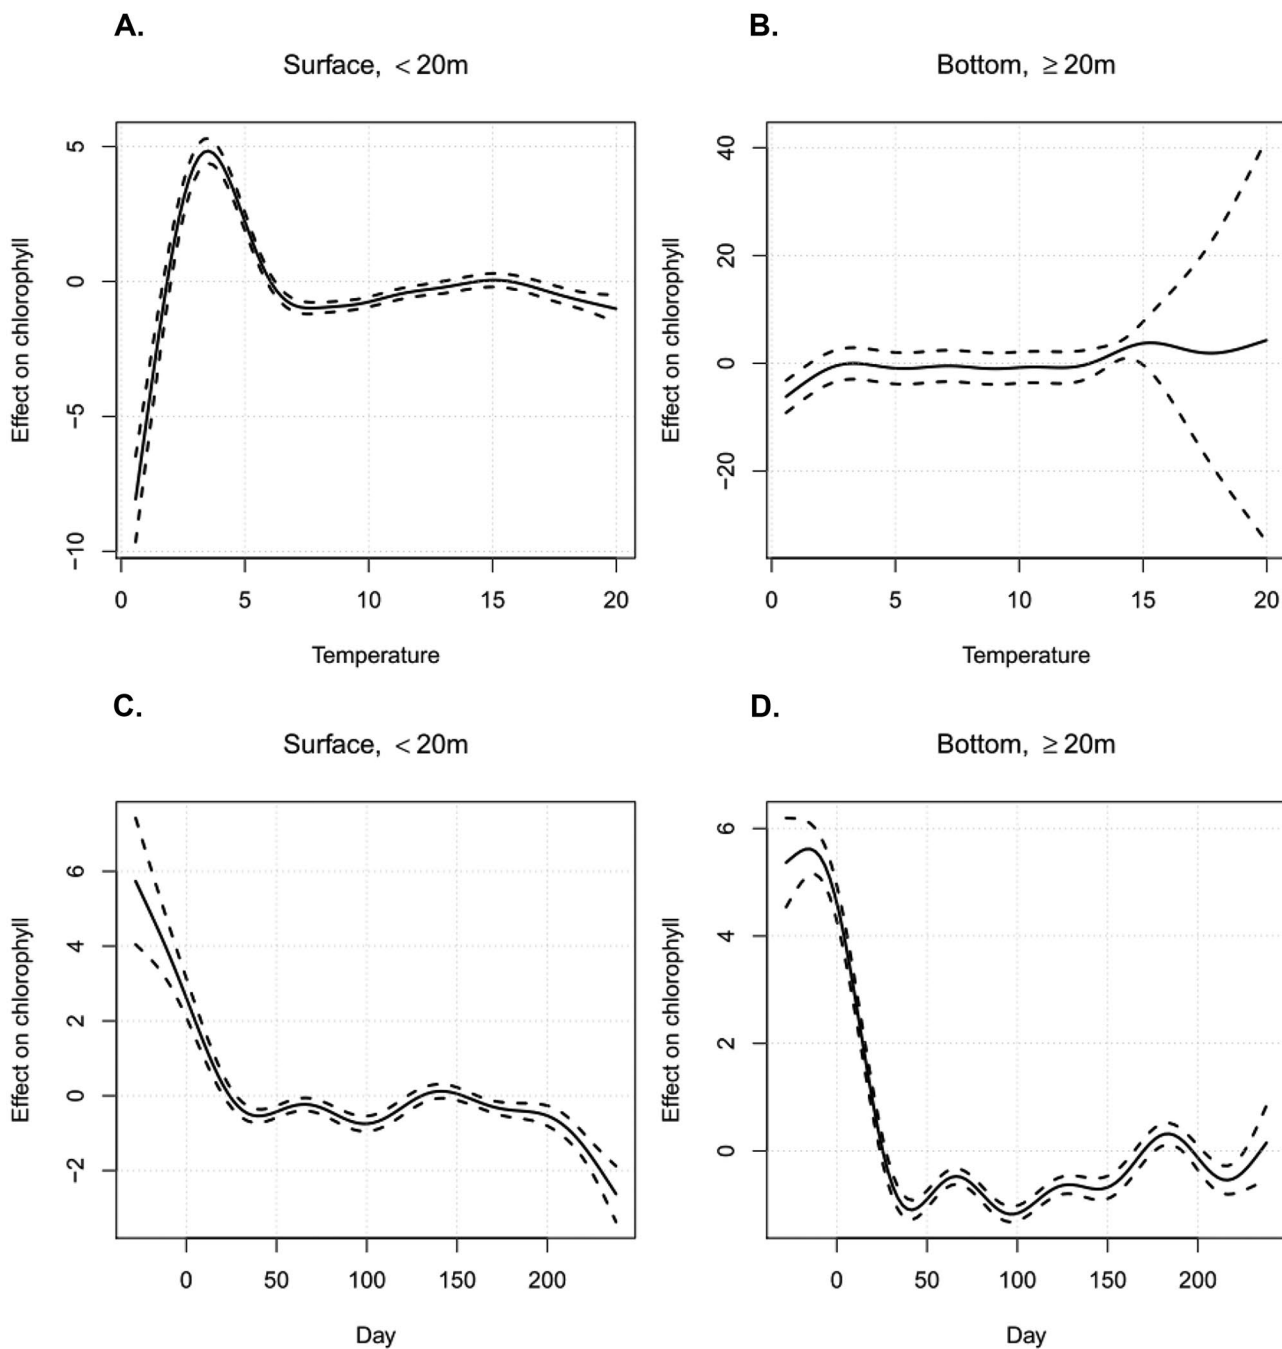 A.
Surface, < 20m
Effect on chlorophyll
5
0
−5
−10
0 5 10 15 20
Temperature
B.
Bottom, ≥ 20m
Effect on chlorophyll
40
20
0
−20
0 5 10 15 20
Temperature
C.
Surface, < 20m
Effect on chlorophyll
6
4
2
0
−2
0 50 100 150 200
Day
D.
Bottom, ≥ 20m
Effect on chlorophyll
6
4
2
0
0 50 100 150 200
Day